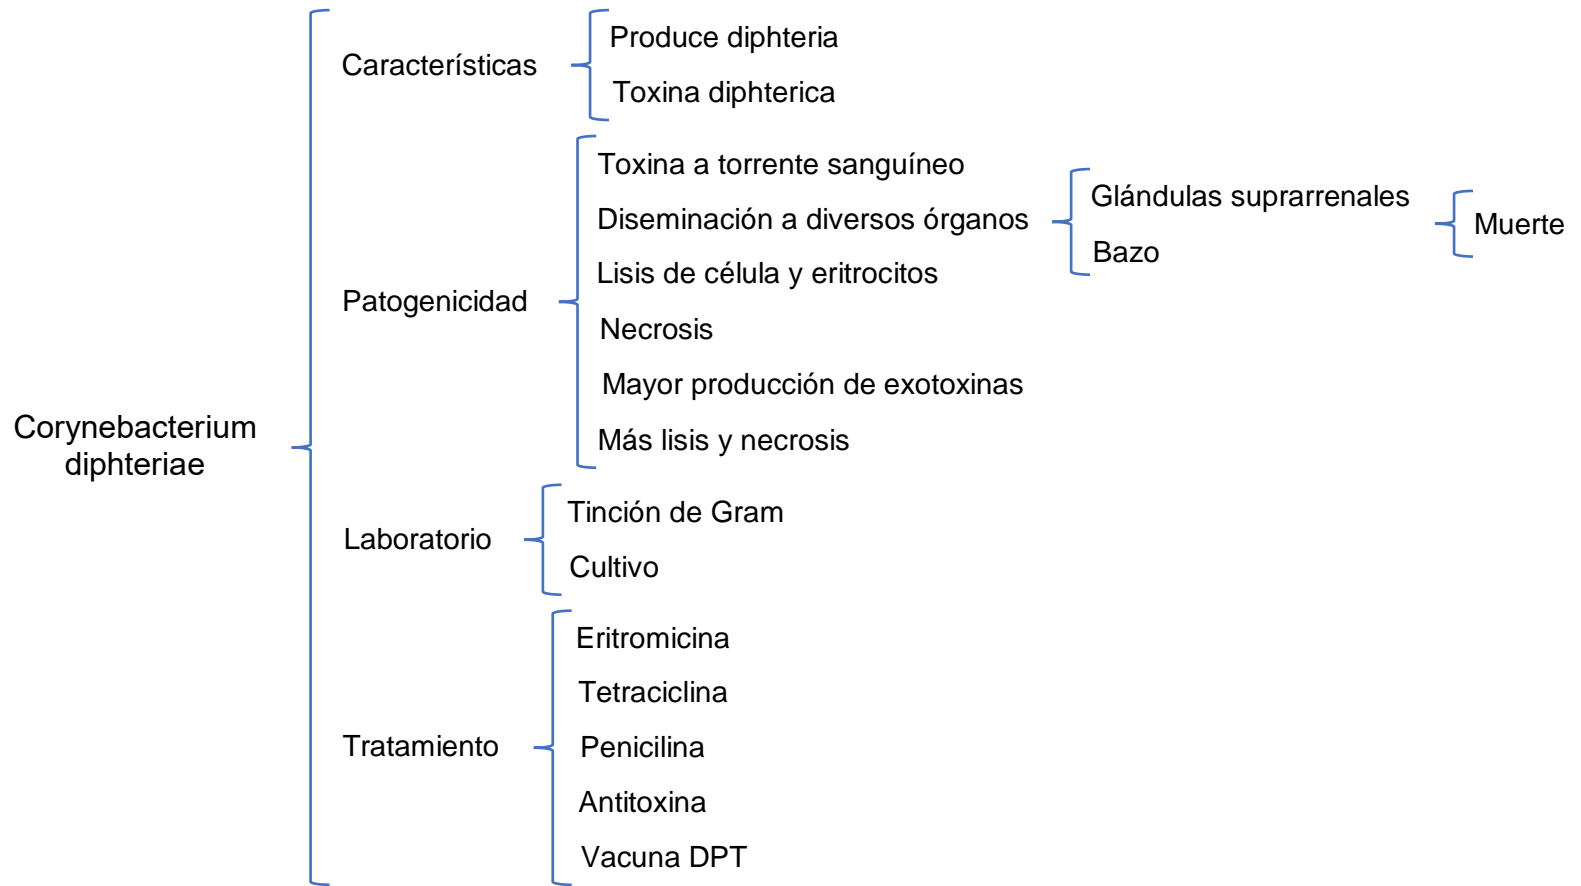 Corynebacterium
diphteriae
Características
Produce diphteria
Toxina diphterica
Patogenicidad
Toxina a torrente sanguíneo
Diseminación a diversos órganos
Glándulas suprarrenales
Bazo
Muerte
Lisis de célula y eritrocitos
Necrosis
Mayor producción de exotoxinas
Más lisis y necrosis
Laboratorio
Tinción de Gram
Cultivo
Tratamiento
Eritromicina
Tetraciclina
Penicilina
Antitoxina
Vacuna DPT